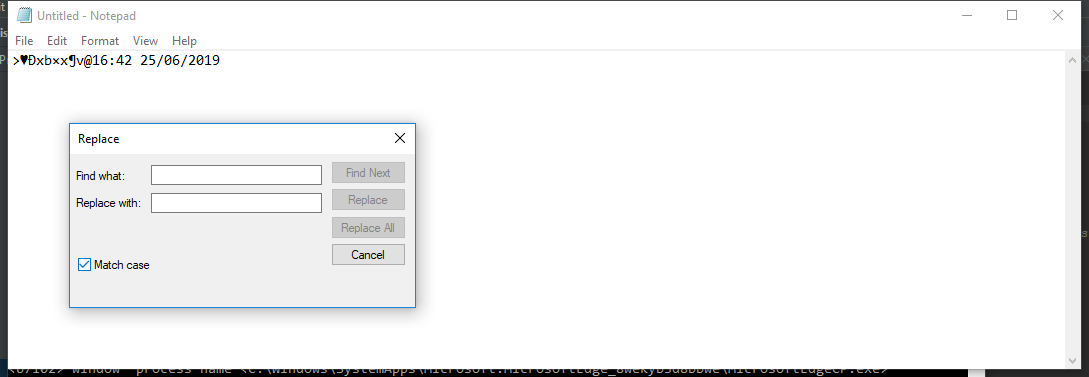 Untitled - Notepad
File Edit Format View Help
>♥Ðxb×x¶v@16:42 25/06/2019
Replace
Find what:
Find Next
Replace with:
Replace
Replace All
Cancel
Match case
window process name <C:\Windows\SystemApps\Microsoft.MicrosoftEdge_8wekyb3d8bbwe\MicrosoftEdgeCP.exe>